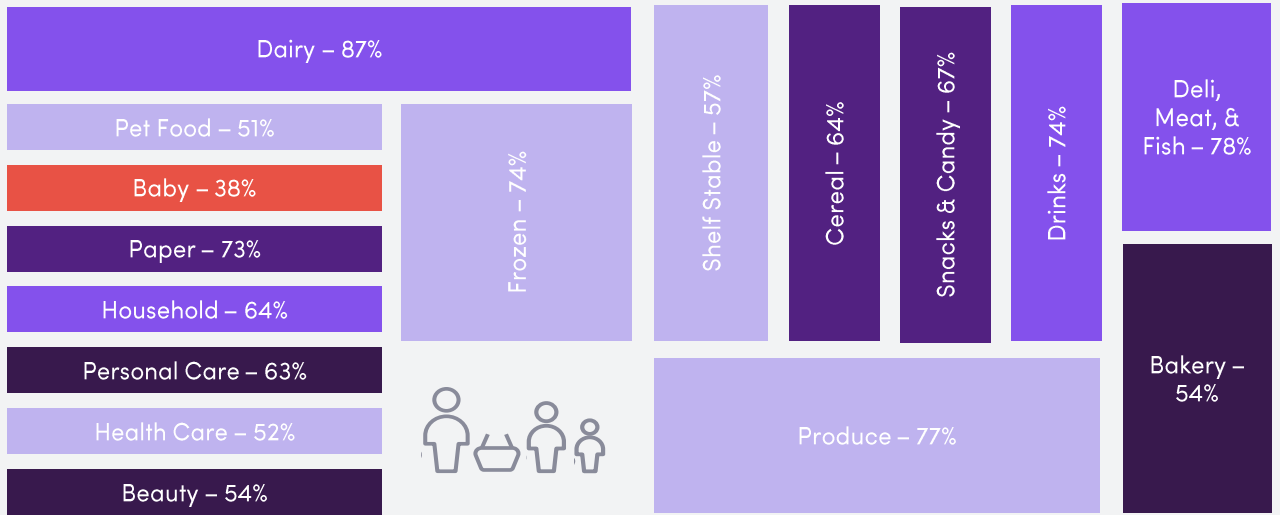 Dairy – 87%
Pet Food – 51%
Baby – 38%
Paper – 73%
Household – 64%
Personal Care – 63%
Health Care – 52%
Beauty – 54%
Frozen – 74%
Shelf Stable – 57%
Cereal – 64%
Snacks & Candy – 67%
Drinks – 74%
Deli,
Meat, &
Fish – 78%
Bakery –
54%
Produce – 77%